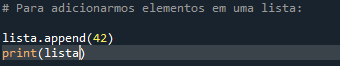 # Para adicionarmos elementos em uma lista:
lista.append(42)
print(lista)